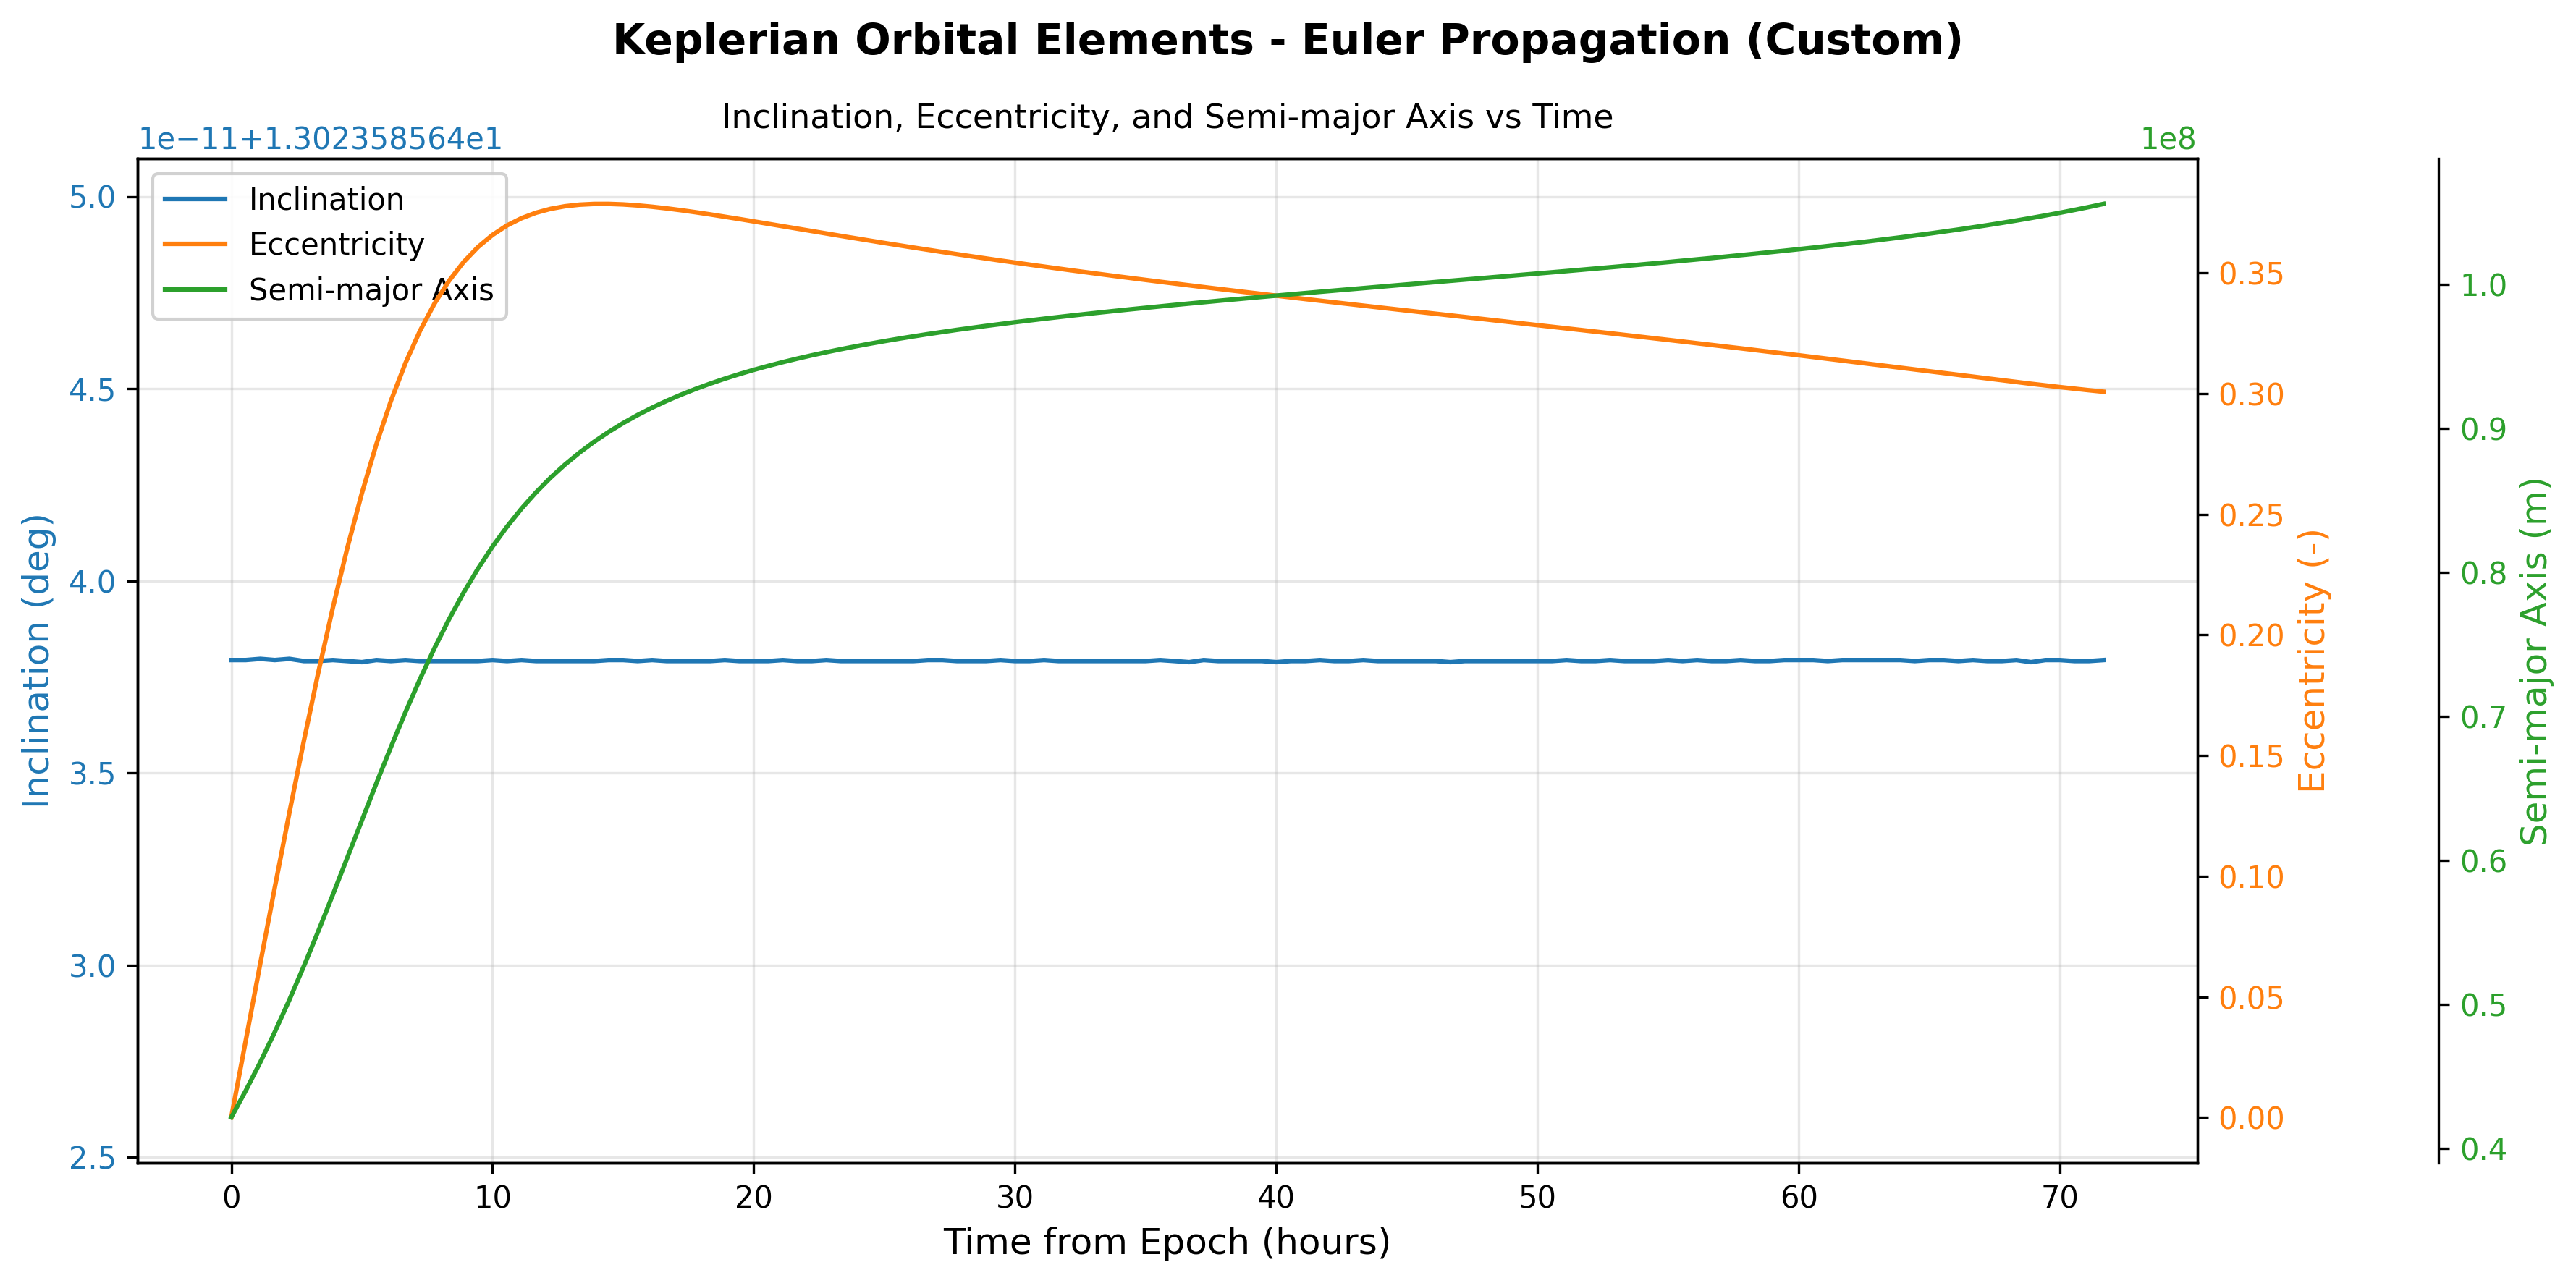 Keplerian Orbital Elements - Euler Propagation (Custom)
Inclination, Eccentricity, and Semi-major Axis vs Time
1e−11+1.302358564e1
1e8
Inclination
Eccentricity
Semi-major Axis
5.0
4.5
4.0
3.5
3.0
2.5
Inclination (deg)
0.35
0.30
0.25
0.20
0.15
0.10
0.05
0.00
Eccentricity (-)
1.0
0.9
0.8
0.7
0.6
0.5
0.4
Semi-major Axis (m)
0 10 20 30 40 50 60 70
Time from Epoch (hours)